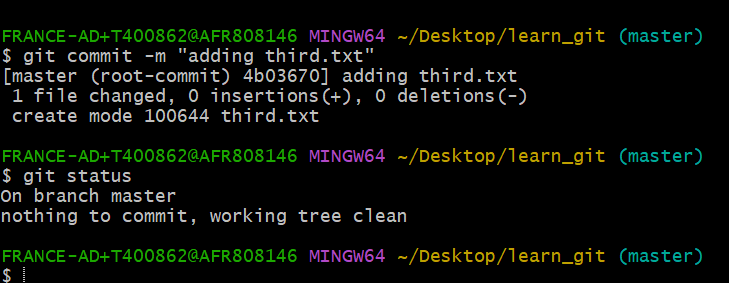 FRANCE-AD+T400862@AFR808146 MINGW64 ~/Desktop/learn_git (master)
$ git commit -m "adding third.txt"
[master (root-commit) 4b03670] adding third.txt
 1 file changed, 0 insertions(+), 0 deletions(-)
 create mode 100644 third.txt

FRANCE-AD+T400862@AFR808146 MINGW64 ~/Desktop/learn_git (master)
$ git status
On branch master
nothing to commit, working tree clean

FRANCE-AD+T400862@AFR808146 MINGW64 ~/Desktop/learn_git (master)
$